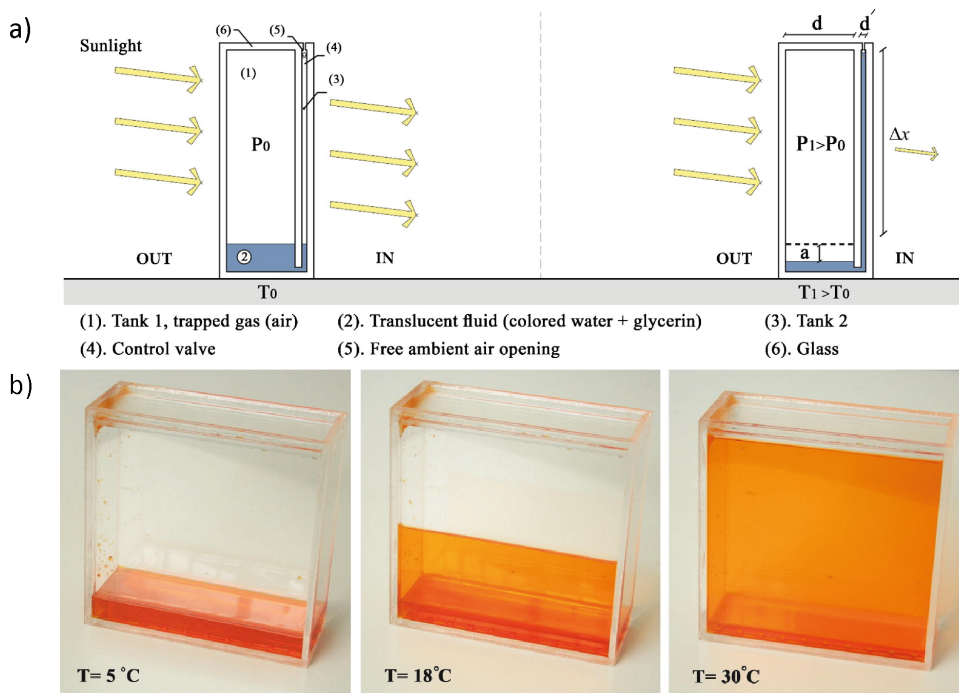 a)
Sunlight
(6)
(5)
(4)
(3)
(1)
P0
(2)
OUT
IN
T0
d
d′
P1>P0
Δx
a
OUT
IN
T1 >T0
(1). Tank 1, trapped gas (air)
(2). Translucent fluid (colored water + glycerin)
(3). Tank 2
(4). Control valve
(5). Free ambient air opening
(6). Glass
b)
T= 5 °C
T= 18°C
T= 30°C